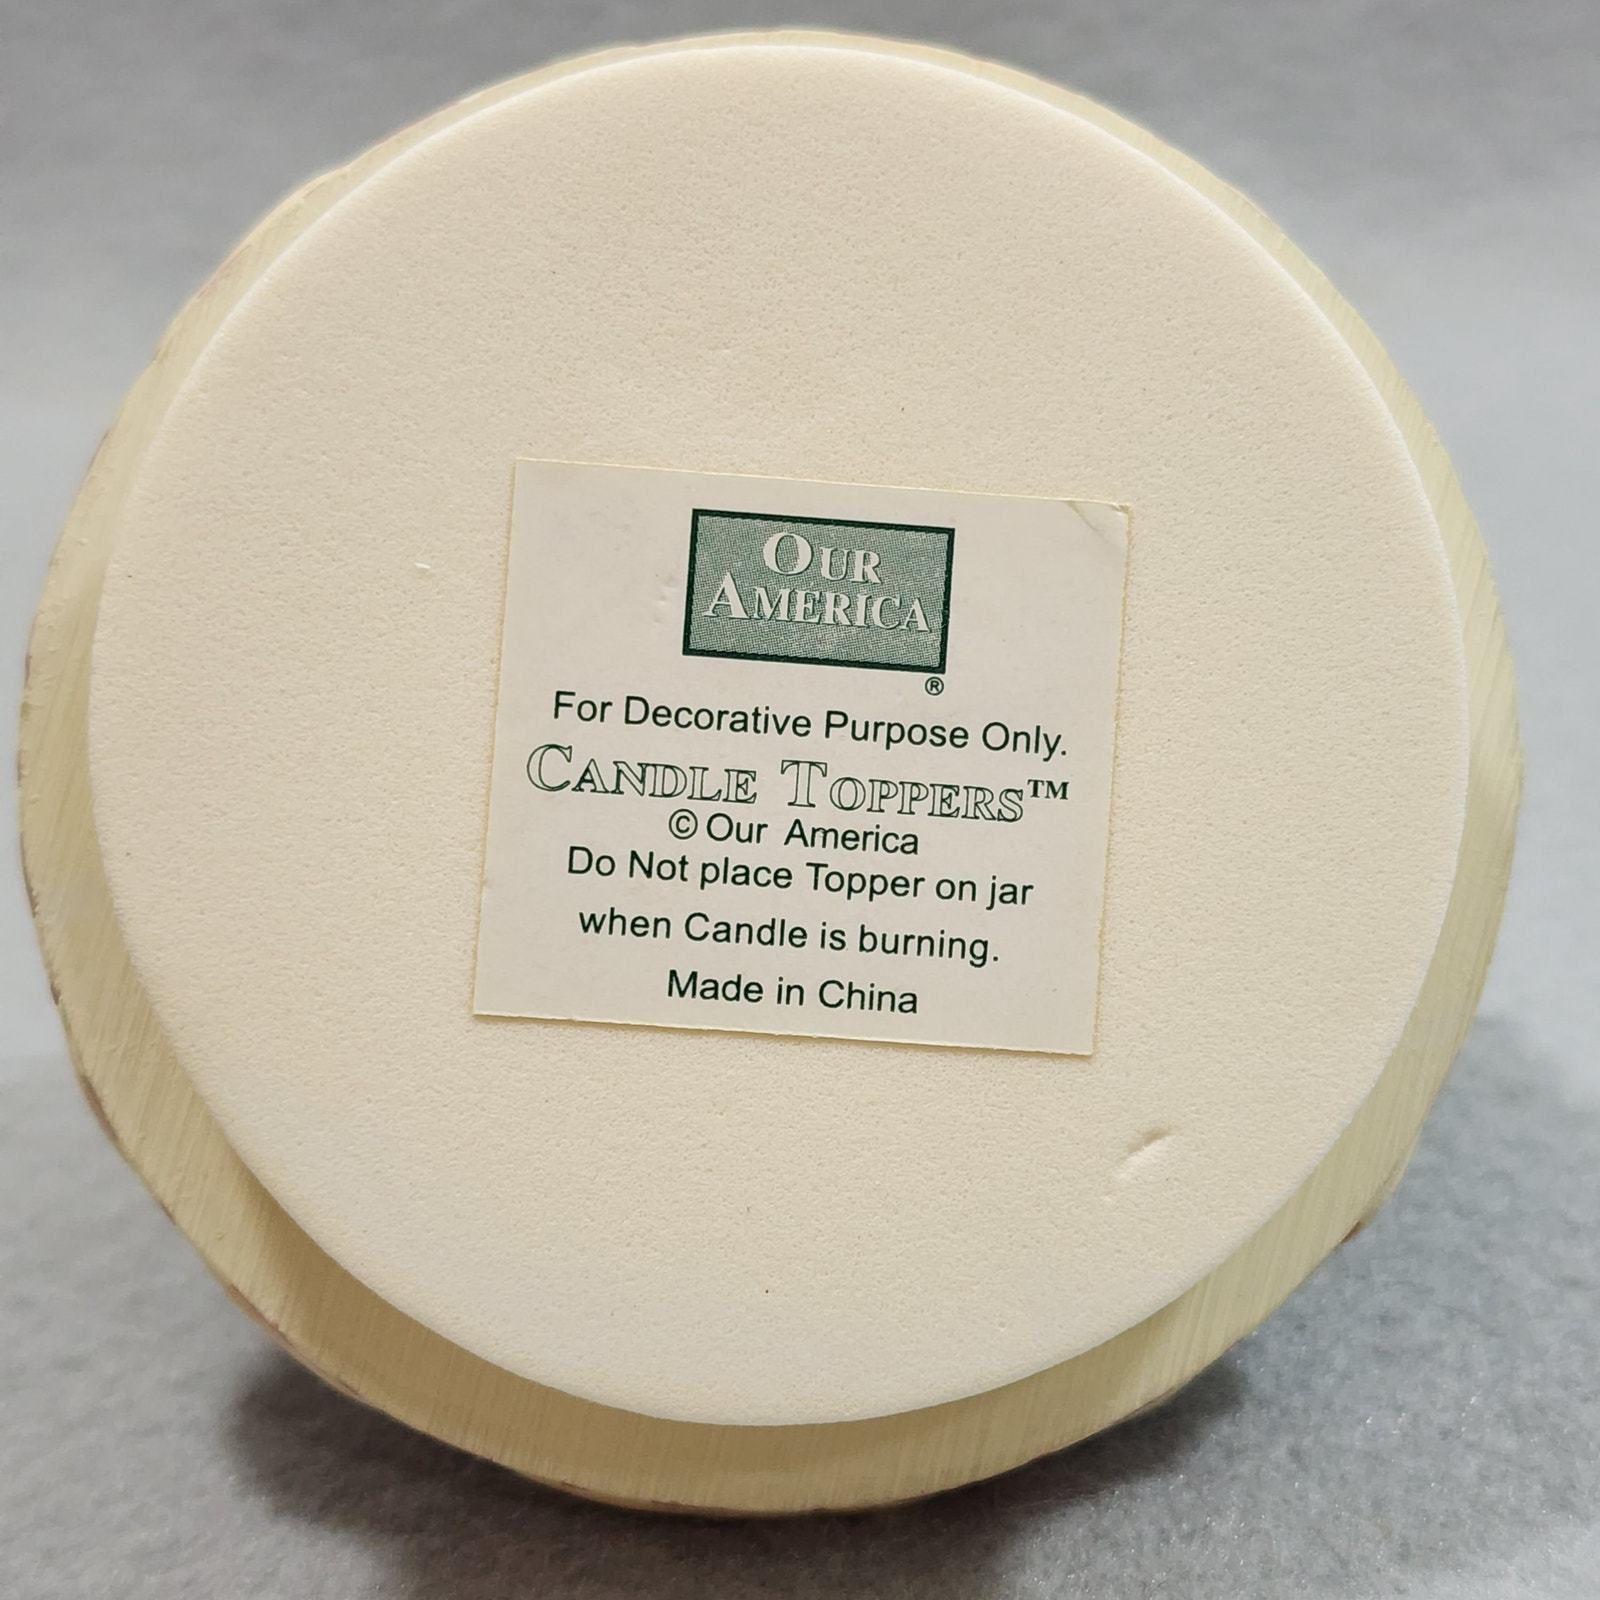 OUR
AMERICA
®
For Decorative Purpose Only.
CANDLE TOPPERS™
© Our America
Do Not place Topper on jar
when Candle is burning.
Made in China